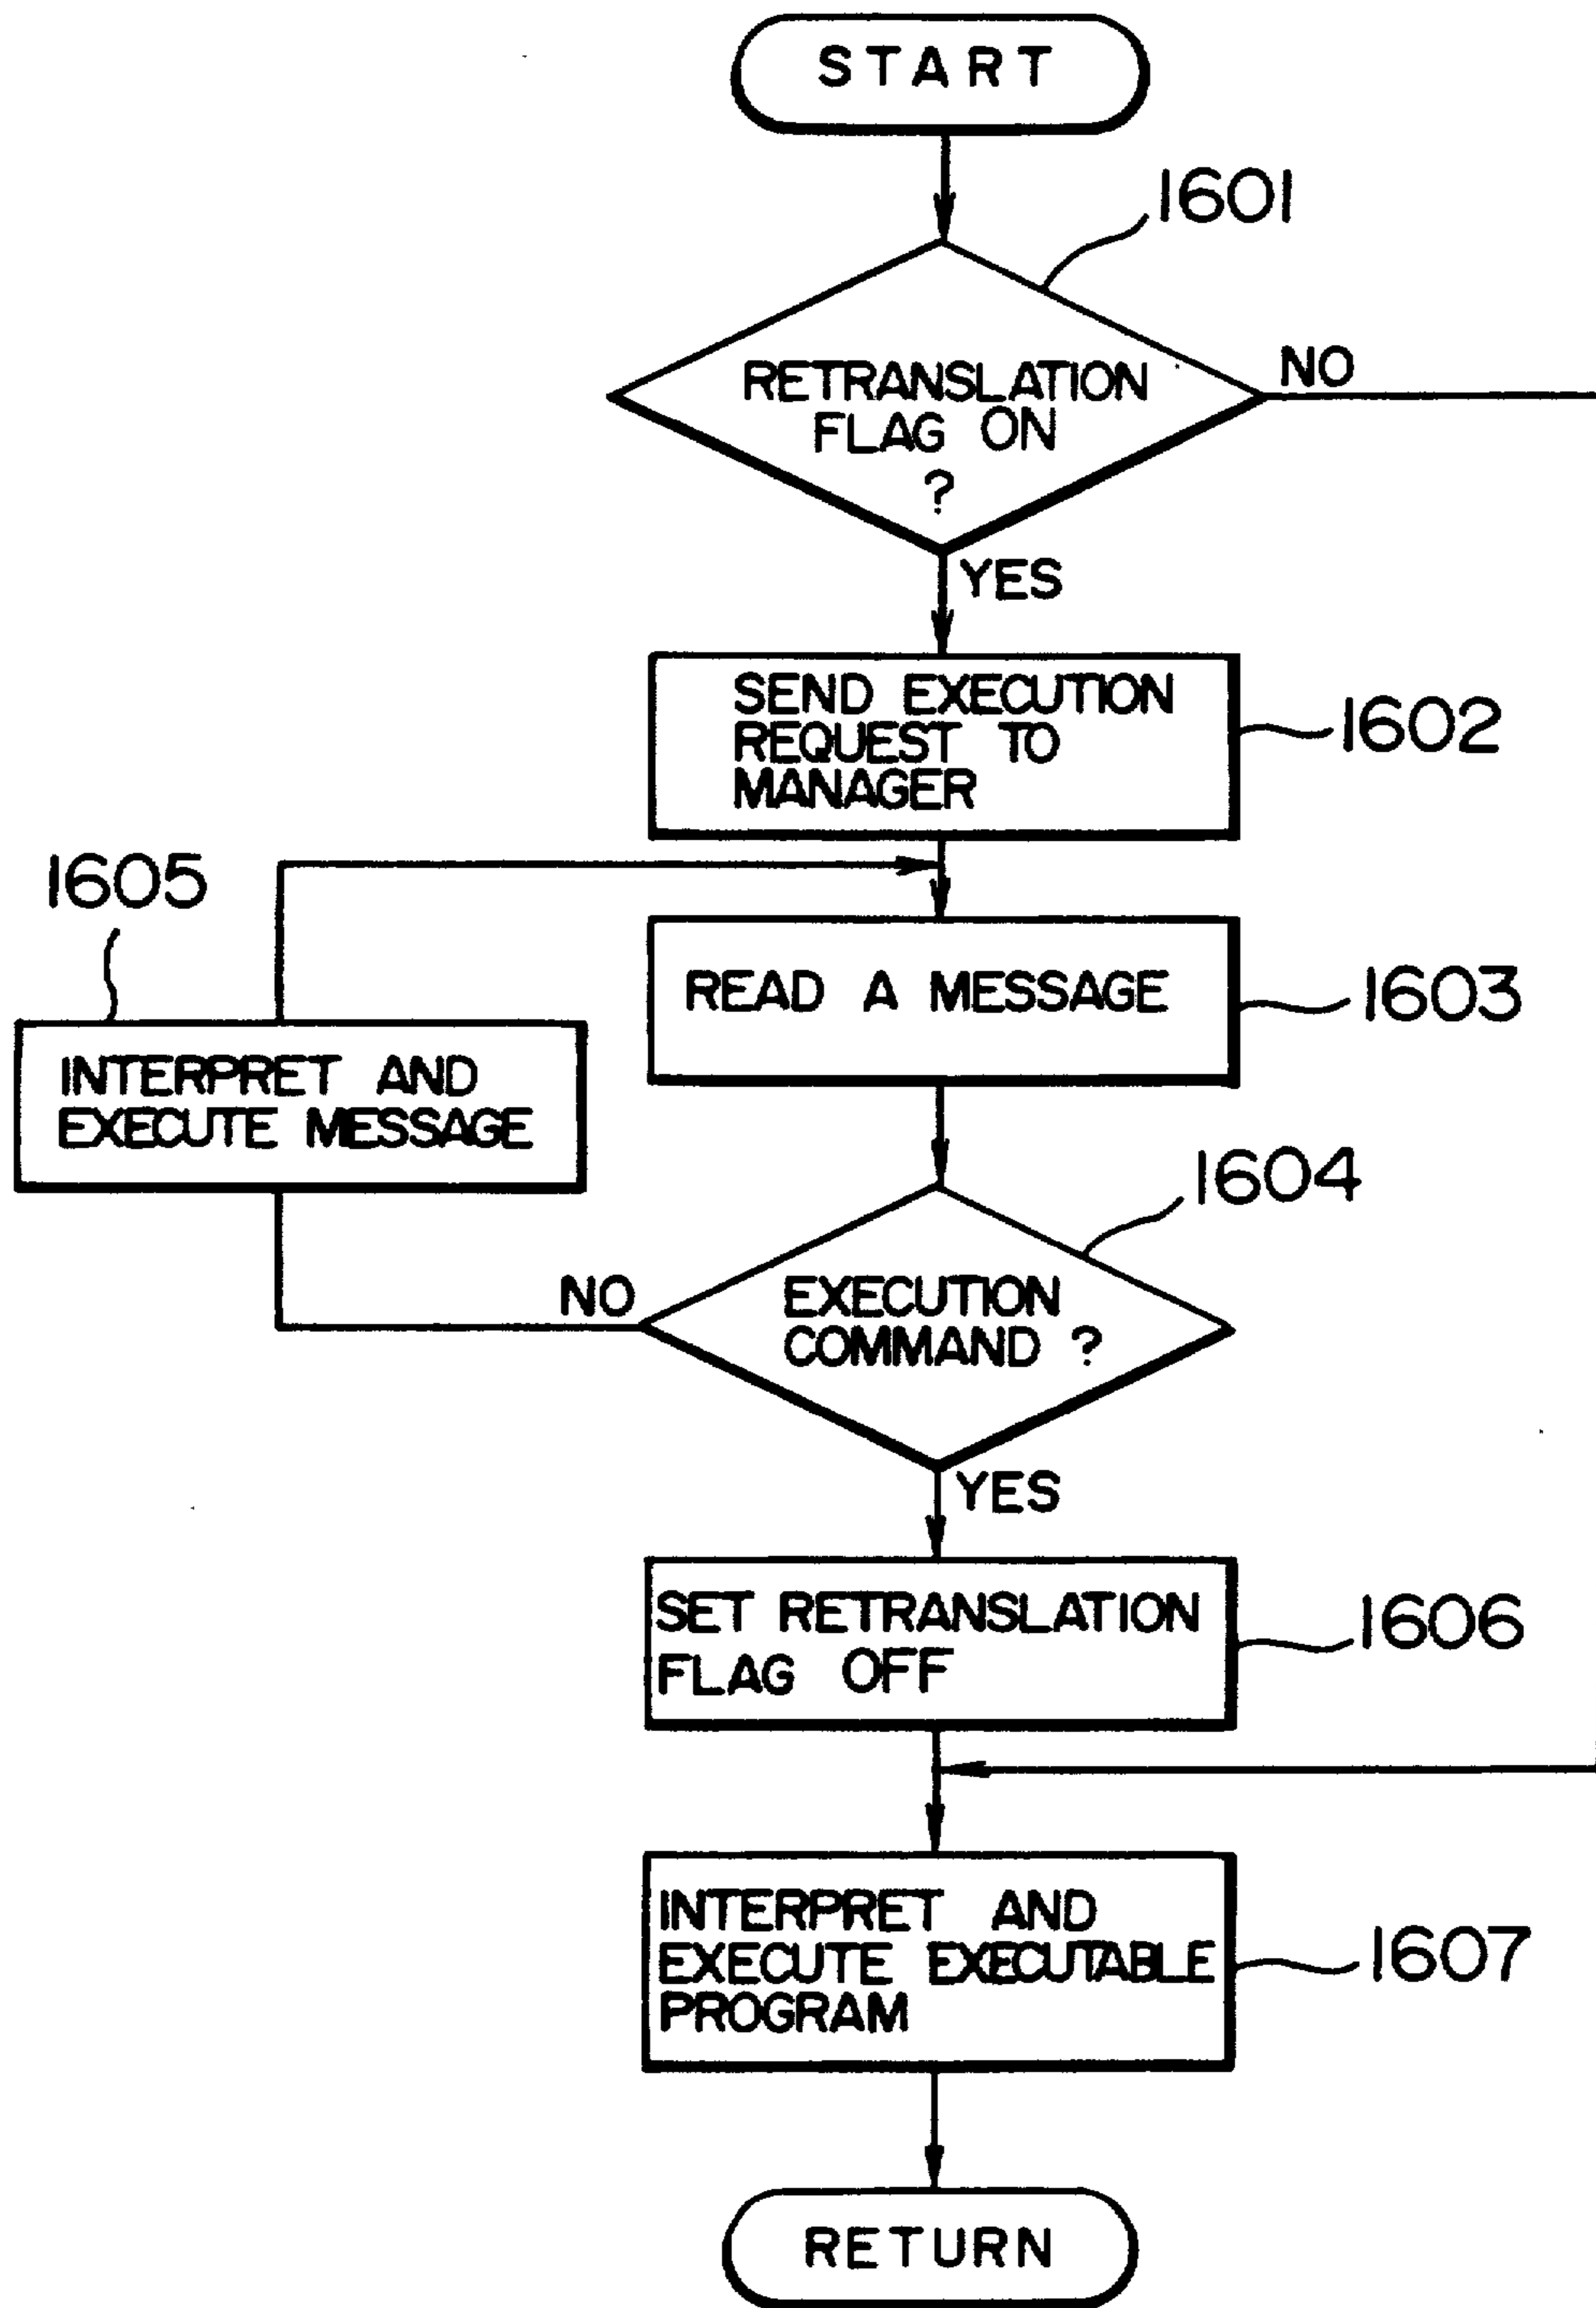 START
1601
RETRANSLATION
FLAG ON
?
NO
YES
SEND EXECUTION
REQUEST TO
MANAGER
1602
1605
READ A MESSAGE
1603
INTERPRET AND
EXECUTE MESSAGE
1604
NO
EXECUTION
COMMAND ?
YES
SET RETRANSLATION
FLAG OFF
1606
INTERPRET AND
EXECUTE EXECUTABLE
PROGRAM
1607
RETURN